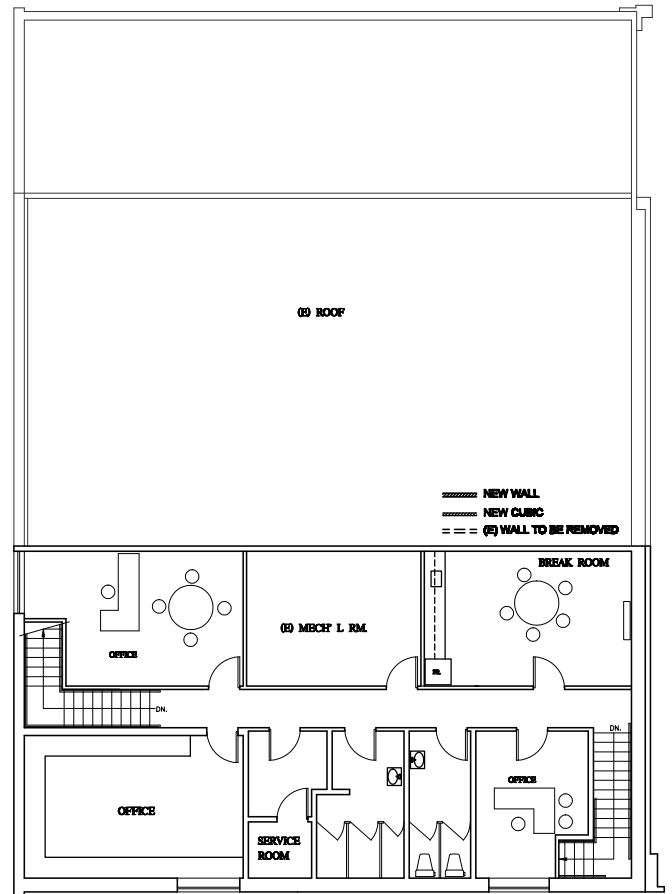 (E) ROOF
NEW WALL
NEW CUBIC
(E) WALL TO BE REMOVED
BREAK ROOM
(E) MECH' L RM.
OFFICE
DN.
DN.
OFFICE
OFFICE
SERVICE
ROOM